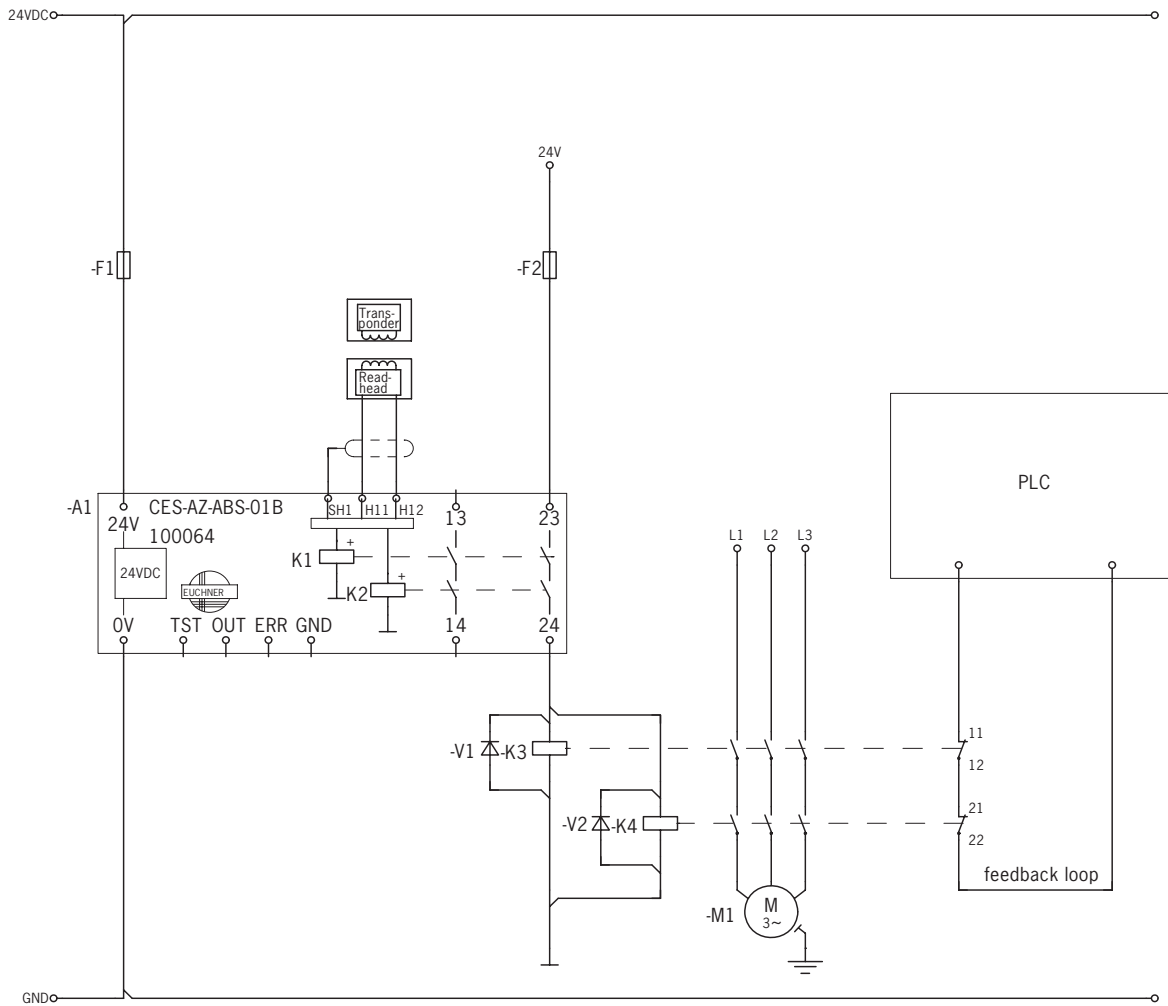 24VDC
24V
-F1
-F2
Trans-
ponder
Read-
head
PLC
-A1
CES-AZ-ABS-01B
SH1 H11 H12
24V
13
23
100064
L1 L2 L3
K1
+
24VDC
EUCHNER
K2
+
0V TST OUT ERR GND
14
24
11
-V1
-K3
12
21
-V2
-K4
22
feedback loop
-M1
M
3~
GND